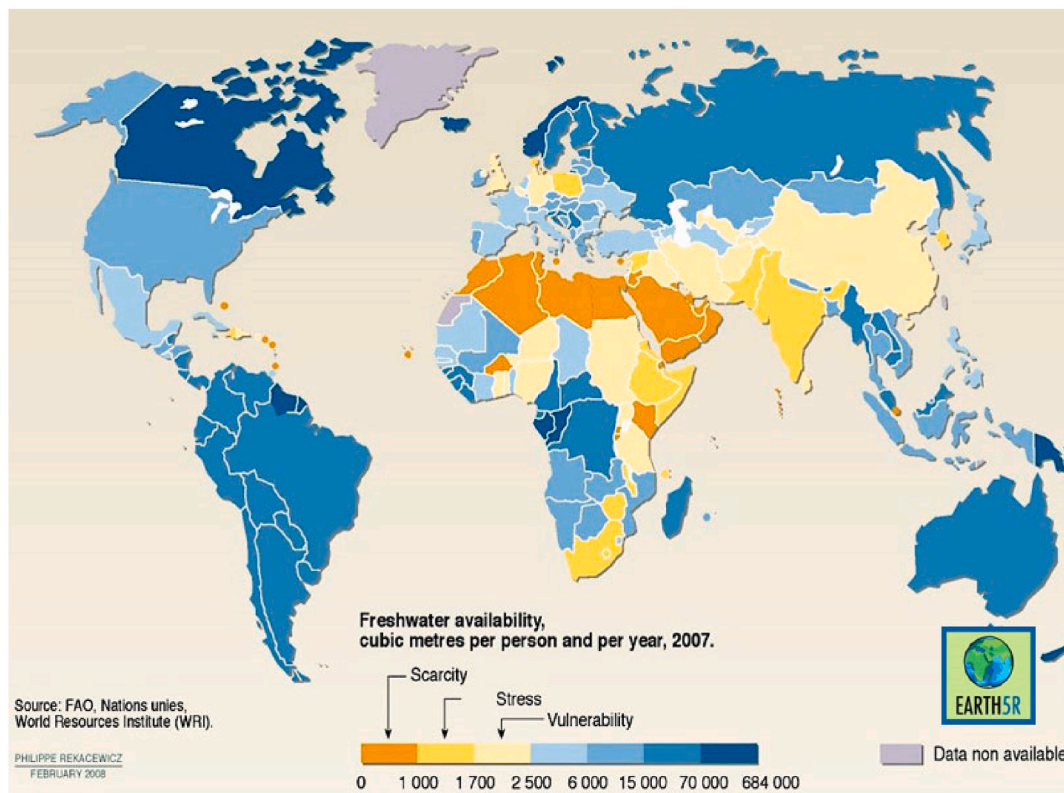 Freshwater availability,
cubic metres per person and per year, 2007.
Scarcity
Stress
Vulnerability
0 1 000 1 700 2 500 6 000 15 000 70 000 684 000
Source: FAO, Nations unies,
World Resources Institute (WRI).
PHILIPPE REKACEWICZ
FEBRUARY 2008
EARTH5R
Data non available